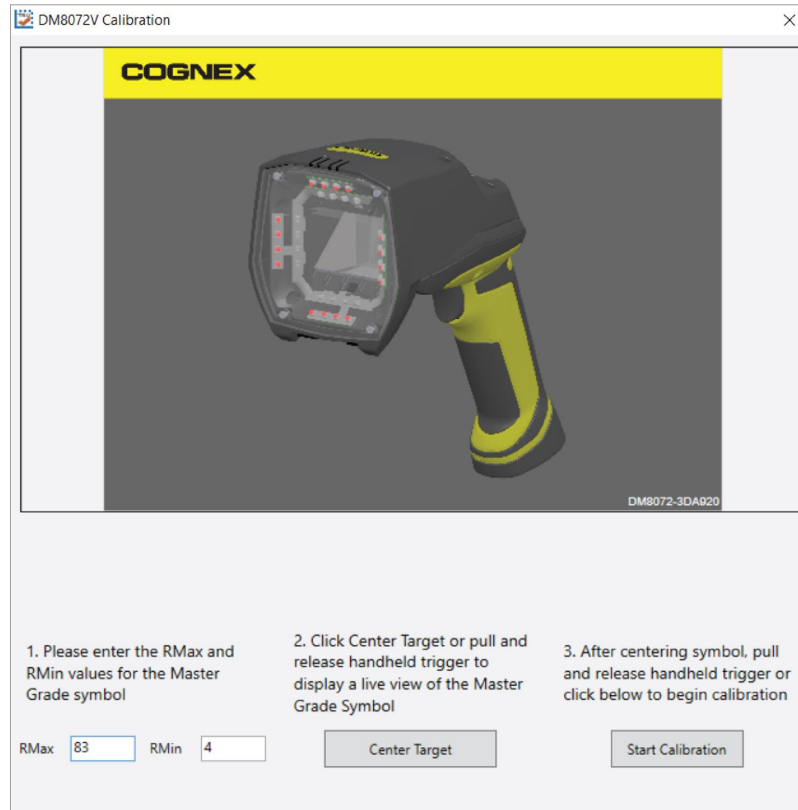 DM8072V Calibration
COGNEX
DM8072-3DA920
1. Please enter the RMax and
RMin values for the Master
Grade symbol
RMax 83 RMin 4
2. Click Center Target or pull and
release handheld trigger to
display a live view of the Master
Grade Symbol
Center Target
3. After centering symbol, pull
and release handheld trigger or
click below to begin calibration
Start Calibration